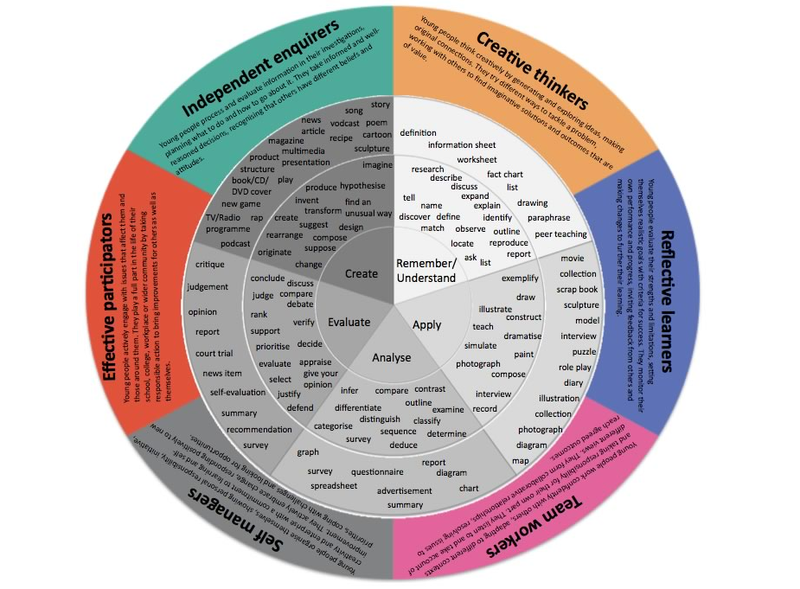 Independent enquirers
Young people process and evaluate information in their investigations,
planning what to do and how to go about it. They take informed and well-
reasoned decisions, recognising that others have different beliefs and
attitudes.
Creative thinkers
Young people think creatively by generating and exploring ideas, making
original connections. They try different ways to tackle a problem,
working with others to find imaginative solutions and outcomes that are
of value.
Reflective learners
Young people evaluate their strengths and limitations, setting
themselves realistic goals with criteria for success. They monitor their
own performance and progress, inviting feedback from others and
making changes to further their learning.
Team workers
Young people work confidently with others, adapting to different contexts
and taking responsibility for their own part. They listen to and take account of
different views. They form collaborative relationships, resolving issues to
reach agreed outcomes.
Self managers
Young people organise themselves, showing personal responsibility, initiative,
creativity and enterprise with a commitment to learning and self-
improvement. They actively embrace change, responding positively to new
priorities, coping with challenges and looking for opportunities.
Effective participators
Young people actively engage with issues that affect them and
those around them. They play a full part in the life of their
school, college, workplace or wider community by taking
responsible action to bring improvements for others as well as
themselves.
Remember/
Understand
definition
information sheet
worksheet
fact chart
list
drawing
paraphrase
peer teaching
research
describe
discuss
expand
explain
tell
name
identify
discover
define
outline
match
observe
reproduce
locate
report
ask
list
Apply
exemplify
draw
illustrate
construct
teach
dramatise
simulate
paint
photograph
compose
interview
record
movie
collection
scrap book
sculpture
model
interview
puzzle
role play
diary
illustration
collection
photograph
diagram
map
Analyse
infer
compare
contrast
outline
differentiate
examine
distinguish
classify
categorise
sequence
determine
survey
deduce
graph
survey
questionnaire
report
diagram
spreadsheet
advertisement
chart
summary
Evaluate
conclude
discuss
judge
compare
debate
rank
verify
support
prioritise
decide
evaluate
appraise
select
give your
opinion
justify
defend
critique
judgement
opinion
report
court trial
news item
self-evaluation
summary
recommendation
survey
Create
imagine
produce
hypothesise
invent
find an
unusual way
transform
create
suggest
design
rearrange
compose
suppose
originate
change
story
song
news
article
vodcast
poem
magazine
recipe
cartoon
multimedia
presentation
sculpture
product
structure
book/CD/
DVD cover
play
new game
TV/Radio
programme
rap
podcast